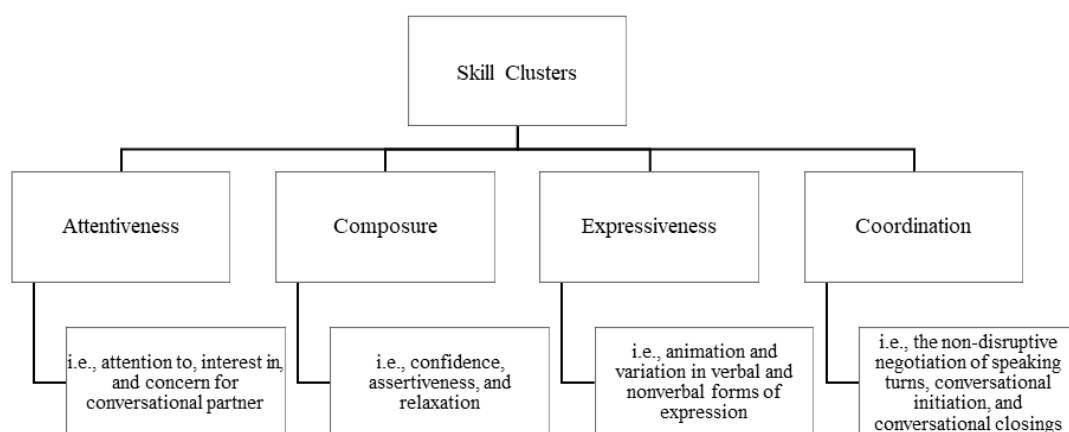 Skill Clusters
Attentiveness
Composure
Expressiveness
Coordination
i.e., attention to, interest in,
and concern for
conversational partner
i.e., confidence,
assertiveness, and
relaxation
i.e., animation and
variation in verbal and
nonverbal forms of
expression
i.e., the non-disruptive
negotiation of speaking
turns, conversational
initiation, and
conversational closings